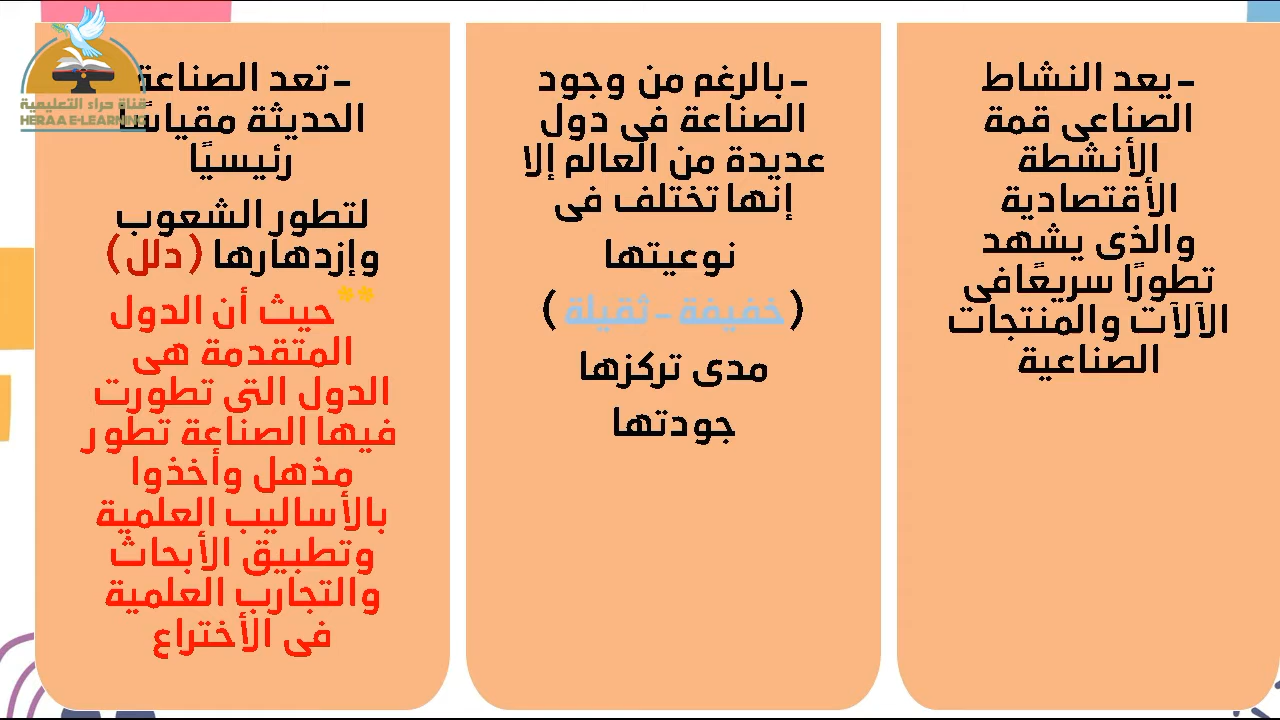 -يعد النشاط
الصناعى قمة
الأنشطة
الأقتصادية
والذى يشهد
تطورًا سريعًافى
الآلآت والمنتجات
الصناعية
-بالرغم من وجود
الصناعة فى دول
عديدة من العالم إلا
إنها تختلف فى
نوعيتها
(خفيفة - ثقيلة)
مدى تركزها
جودتها
-تعد الصناعة
الحديثة مقياسًا
رئيسيًا
لتطور الشعوب
وإزدهارها (دلل)
**حيث أن الدول
المتقدمة هى
الدول التى تطورت
فيها الصناعة تطور
مذهل وأخذوا
بالأساليب العلمية
وتطبيق الأبحاث
والتجارب العلمية
فى الأختراع
قناة حراء التعليمية
HERAA E-LEARNING